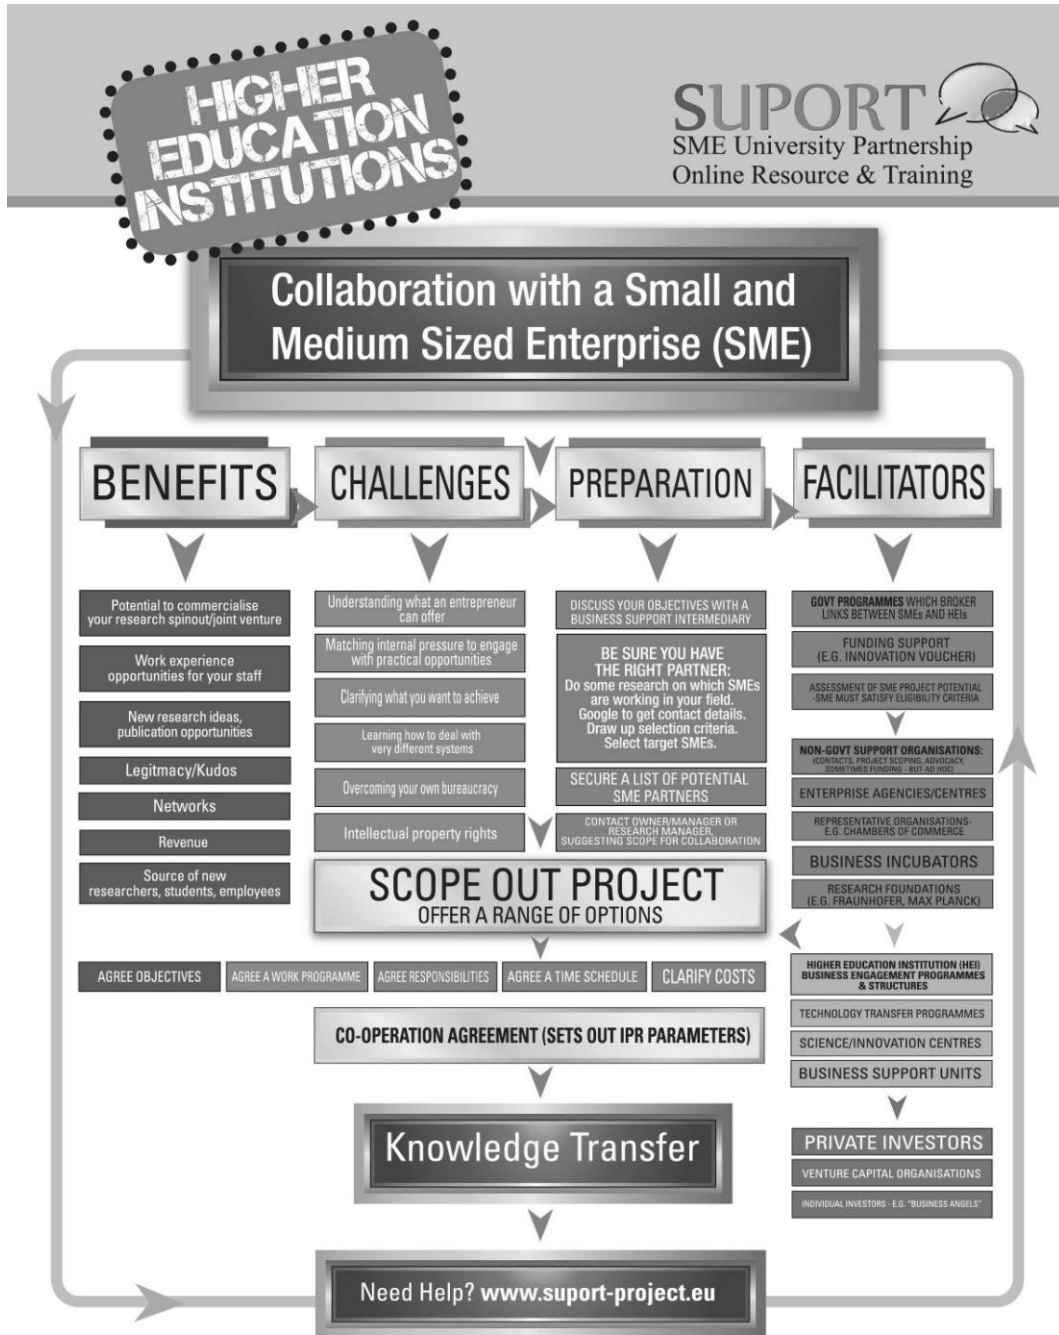 HIGHER
EDUCATION
INSTITUTIONS
SUPORT
SME University Partnership
Online Resource & Training
Collaboration with a Small and
Medium Sized Enterprise (SME)
BENEFITS
Potential to commercialise
your research spinout/joint venture
Work experience
opportunities for your staff
New research ideas,
publication opportunities
Legitmacy/Kudos
Networks
Revenue
Source of new
researchers, students, employees
CHALLENGES
Understanding what an entrepreneur
can offer
Matching internal pressure to engage
with practical opportunities
Clarifying what you want to achieve
Learning how to deal with
very different systems
Overcoming your own bureaucracy
Intellectual property rights
PREPARATION
DISCUSS YOUR OBJECTIVES WITH A
BUSINESS SUPPORT INTERMEDIARY
BE SURE YOU HAVE
THE RIGHT PARTNER:
Do some research on which SMEs
are working in your field.
Google to get contact details.
Draw up selection criteria.
Select target SMEs.
SECURE A LIST OF POTENTIAL
SME PARTNERS
CONTACT OWNER/MANAGER OR
RESEARCH MANAGER,
SUGGESTING SCOPE FOR COLLABORATION
FACILITATORS
GOVT PROGRAMMES WHICH BROKER
LINKS BETWEEN SMEs AND HEIs
FUNDING SUPPORT
(E.G. INNOVATION VOUCHER)
ASSESSMENT OF SME PROJECT POTENTIAL
-SME MUST SATISFY ELIGIBILITY CRITERIA
NON-GOVT SUPPORT ORGANISATIONS:
(CONTACTS, PROJECT SCOPING, ADVOCACY,
SOMETIMES FUNDING - BUT AD HOC)
ENTERPRISE AGENCIES/CENTRES
REPRESENTATIVE ORGANISATIONS-
E.G. CHAMBERS OF COMMERCE
BUSINESS INCUBATORS
RESEARCH FOUNDATIONS
(E.G. FRAUNHOFER, MAX PLANCK)
HIGHER EDUCATION INSTITUTION (HEI)
BUSINESS ENGAGEMENT PROGRAMMES
& STRUCTURES
TECHNOLOGY TRANSFER PROGRAMMES
SCIENCE/INNOVATION CENTRES
BUSINESS SUPPORT UNITS
PRIVATE INVESTORS
VENTURE CAPITAL ORGANISATIONS
INDIVIDUAL INVESTORS - E.G. "BUSINESS ANGELS"
SCOPE OUT PROJECT
OFFER A RANGE OF OPTIONS
AGREE OBJECTIVES
AGREE A WORK PROGRAMME
AGREE RESPONSIBILITIES
AGREE A TIME SCHEDULE
CLARIFY COSTS
CO-OPERATION AGREEMENT (SETS OUT IPR PARAMETERS)
Knowledge Transfer
Need Help? www.suport-project.eu